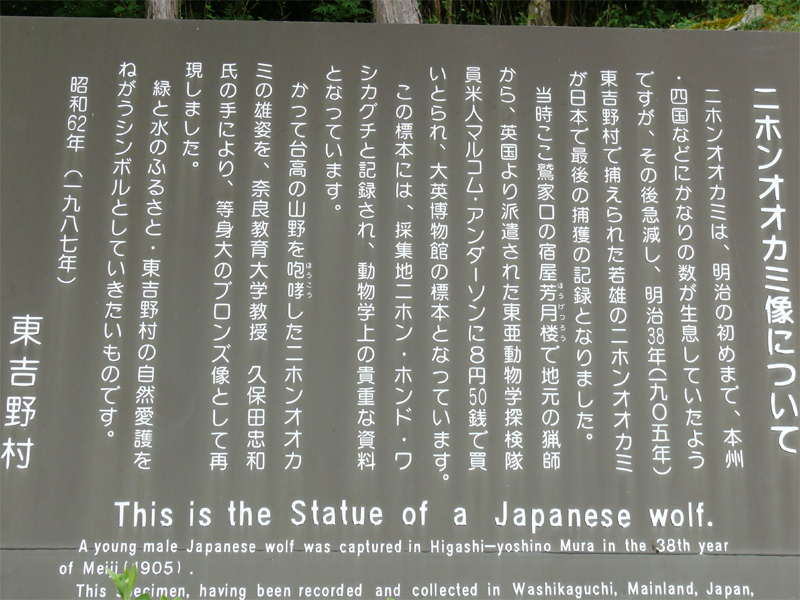 ニホンオオカミ像について
ニホンオオカミは、明治の初めまで、本州
・四国などにかなりの数が生息していたよう
ですが、その後急減し、明治38年(一九〇五年)
東吉野村で捕えられた若雄のニホンオオカミ
が日本で最後の捕獲の記録となりました。
当時ここ鷲家口の宿屋芳月楼で地元の猟師
ほうげつろう
から、英国より派遣された東亜動物学探検隊
員米人マルコム・アンダーソンに8円50銭で買
いとられ、大英博物館の標本となっています。
この標本には、採集地ニホン・ホンド・ワ
シカグチと記録され、動物学上の貴重な資料
となっています。
かつて台高の山野を咆哮したニホンオオカ
ほうこう
ミの雄姿を、奈良教育大学教授 久保田忠和
氏の手により、等身大のブロンズ像として再
現しました。
緑と水のふるさと・東吉野村の自然愛護を
ねがうシンボルとしていきたいものです。
昭和62年(一九八七年)
東吉野村
This is the Statue of a Japanese wolf.
A young male Japanese wolf was captured in Higashi-yoshino Mura in the 38th year
of Meiji (1905).
This specimen, having been recorded and collected in Washikaguchi, Mainland, Japan,